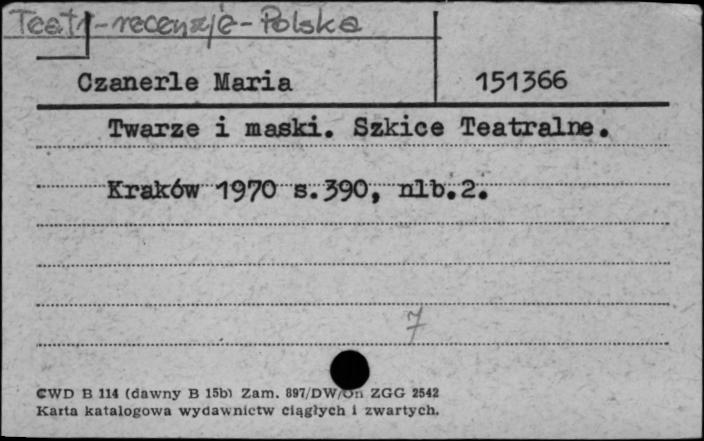 Teatr-recenzje-Polska
Czanerle Maria 151366
Twarze i maski. Szkice Teatralne.
Kraków 1970 s.390, nlb.2.
7
CWD B 114 (dawny B 15b) Zam. 897/DW/On ZGG 2542
Karta katalogowa wydawnictw ciągłych i zwartych.